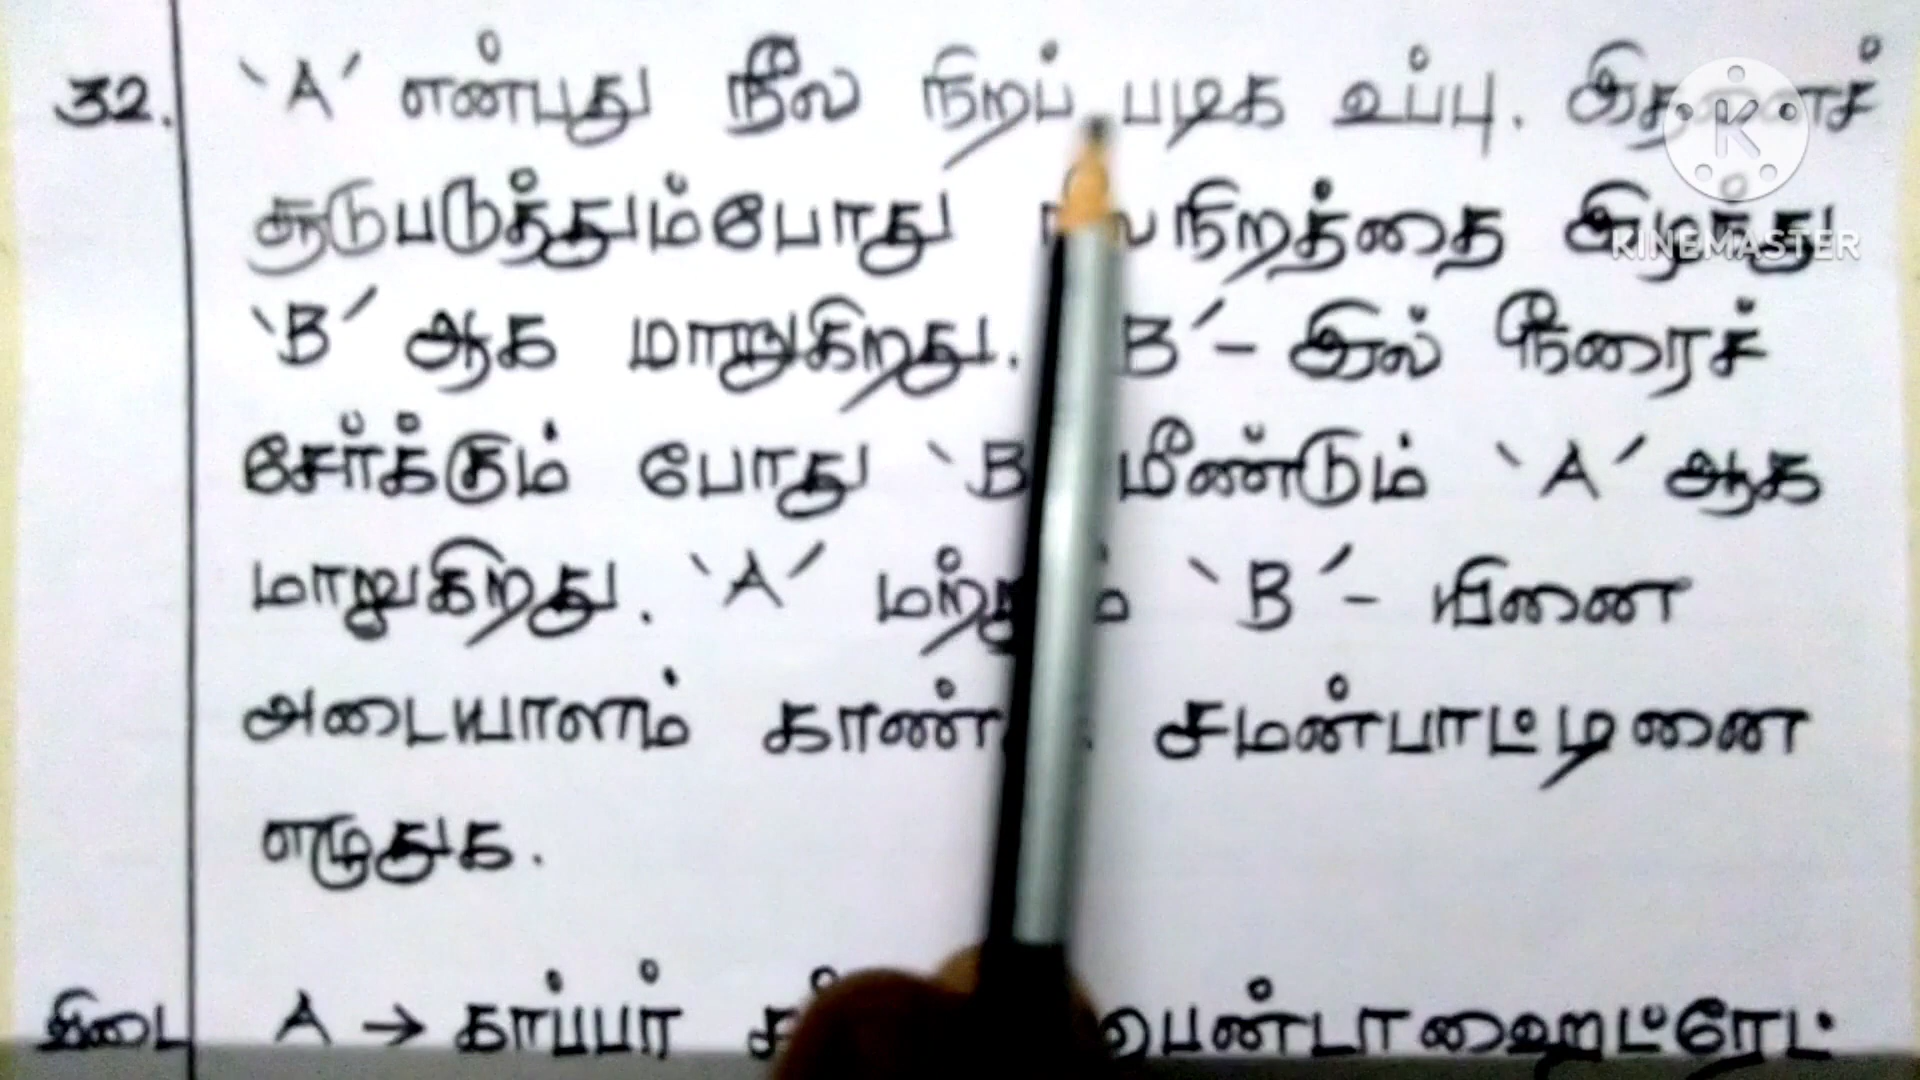 32. 'A' என்பது நீல நிறப் படிக உப்பு. இதனைச்
சூடுபடுத்தும்போது நிறத்தை இழந்து
'B' ஆக மாறுகிறது. B'- இல் நீரைச்
சேர்க்கும் போது 'B மீண்டும் 'A' ஆக
மாறுகிறது. 'A' மற்றும் 'B'- யினை
அடையாளம் சமன்பாட்டினை
எழுதுக.
விடை A → காப்பர் பென்டாஹைட்ரேட்
KINEMASTER